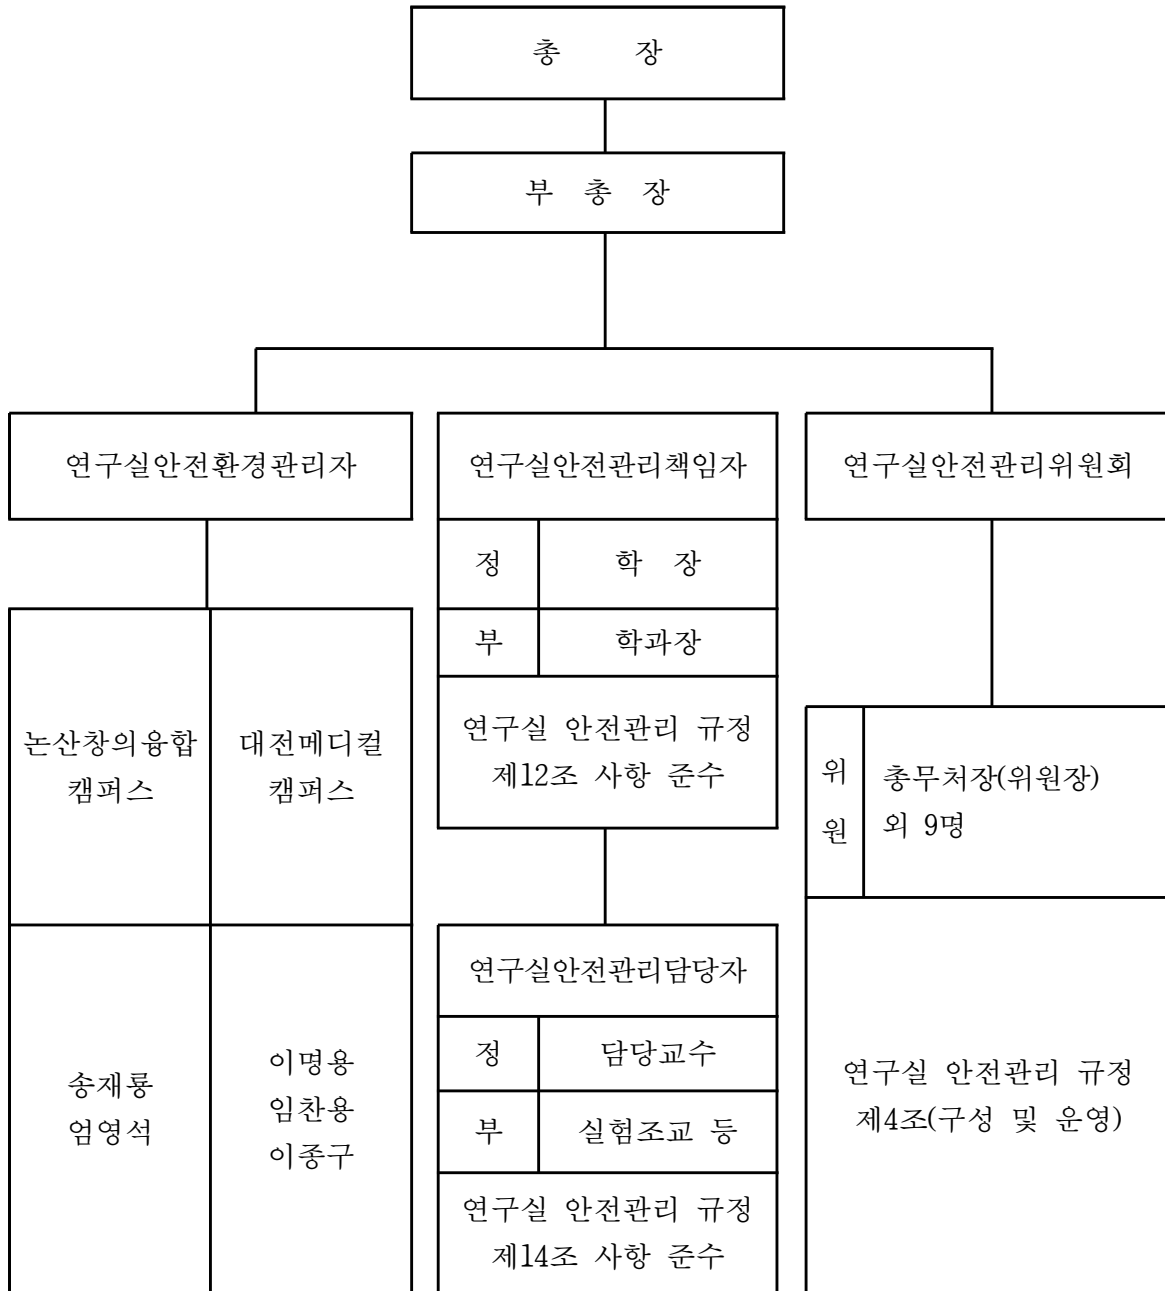 총 장
부 총 장
연구실안전환경관리자
논산창의융합
캠퍼스
대전메디컬
캠퍼스
송재룡
엄영석
이명용
임찬용
이종구
연구실안전관리책임자
정 학 장
부 학과장
연구실 안전관리 규정
제12조 사항 준수
연구실안전관리담당자
정 담당교수
부 실험조교 등
연구실 안전관리 규정
제14조 사항 준수
연구실안전관리위원회
위
원
총무처장(위원장)
외 9명
연구실 안전관리 규정
제4조(구성 및 운영)